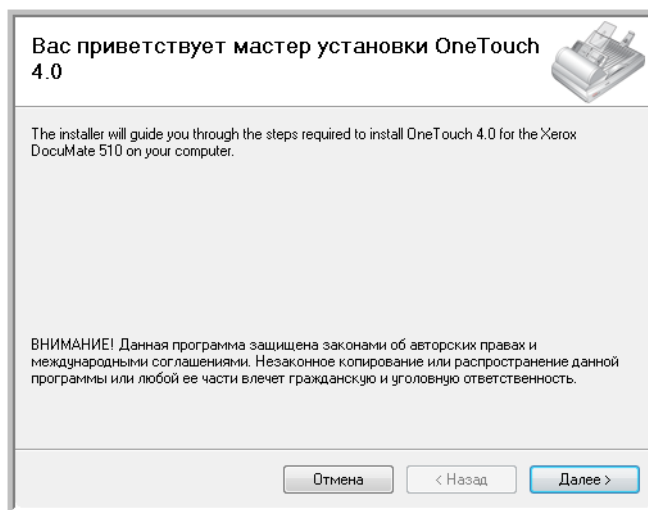 Вас приветствует мастер установки OneTouch
4.0
The installer will guide you through the steps required to install OneTouch 4.0 for the Xerox
DocuMate 510 on your computer.
ВНИМАНИЕ! Данная программа защищена законами об авторских правах и
международными соглашениями. Незаконное копирование или распространение данной
программы или любой ее части влечет гражданскую и уголовную ответственность.
Отмена
< Назад
Далее >